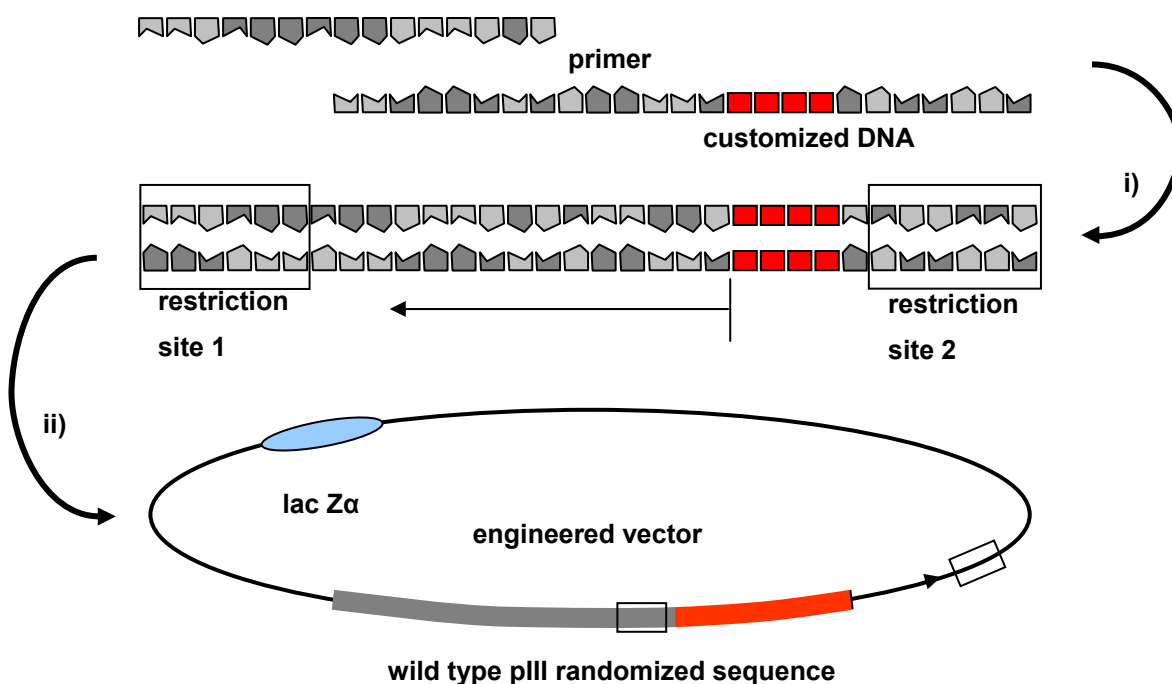 primer
customized DNA
i)
restriction
site 1
restriction
site 2
ii)
lac Zα
engineered vector
wild type pIII randomized sequence